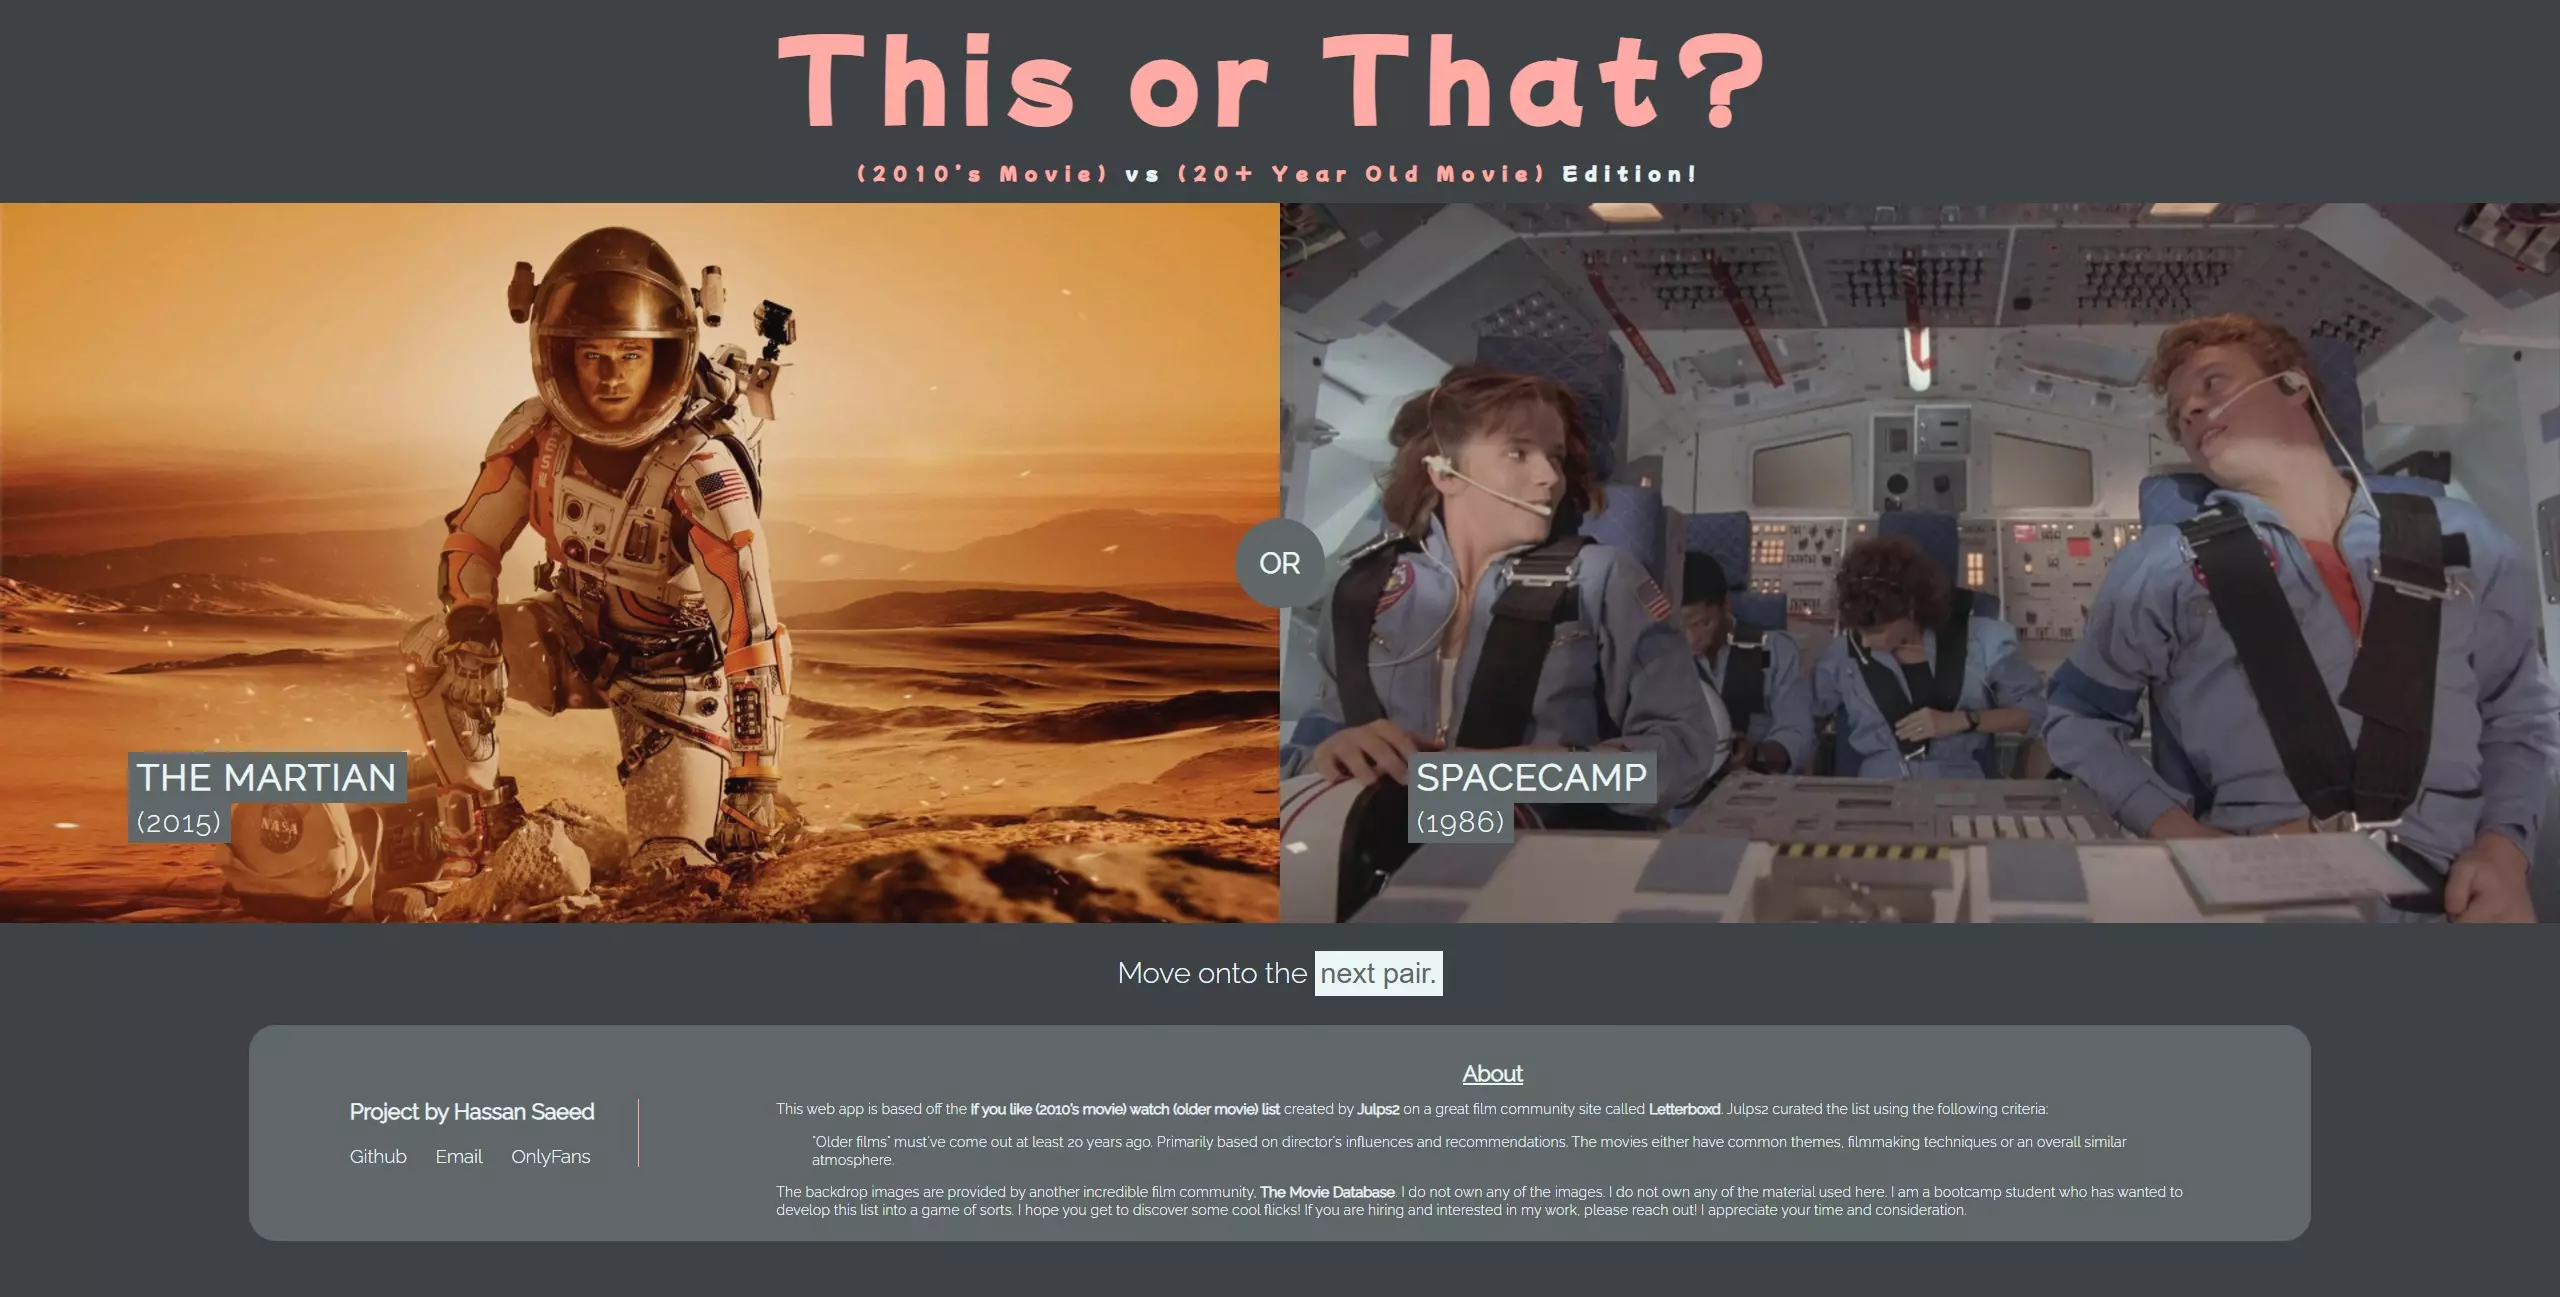 This or That?
(2010's Movie) vs (20+ Year Old Movie) Edition!
OR
THE MARTIAN
(2015)
NASA
SPACECAMP
(1986)
Move onto the next pair.
Project by Hassan Saeed
Github Email OnlyFans
About
This web app is based off the If you like (2010's movie) watch (older movie) list created by Julps2 on a great film community site called Letterboxd. Julps2 curated the list using the following criteria:
"Older films" must've come out at least 20 years ago. Primarily based on director's influences and recommendations. The movies either have common themes, filmmaking techniques or an overall similar
atmosphere.
The backdrop images are provided by another incredible film community, The Movie Database. I do not own any of the images. I do not own any of the material used here. I am a bootcamp student who has wanted to
develop this list into a game of sorts. I hope you get to discover some cool flicks! If you are hiring and interested in my work, please reach out! I appreciate your time and consideration.